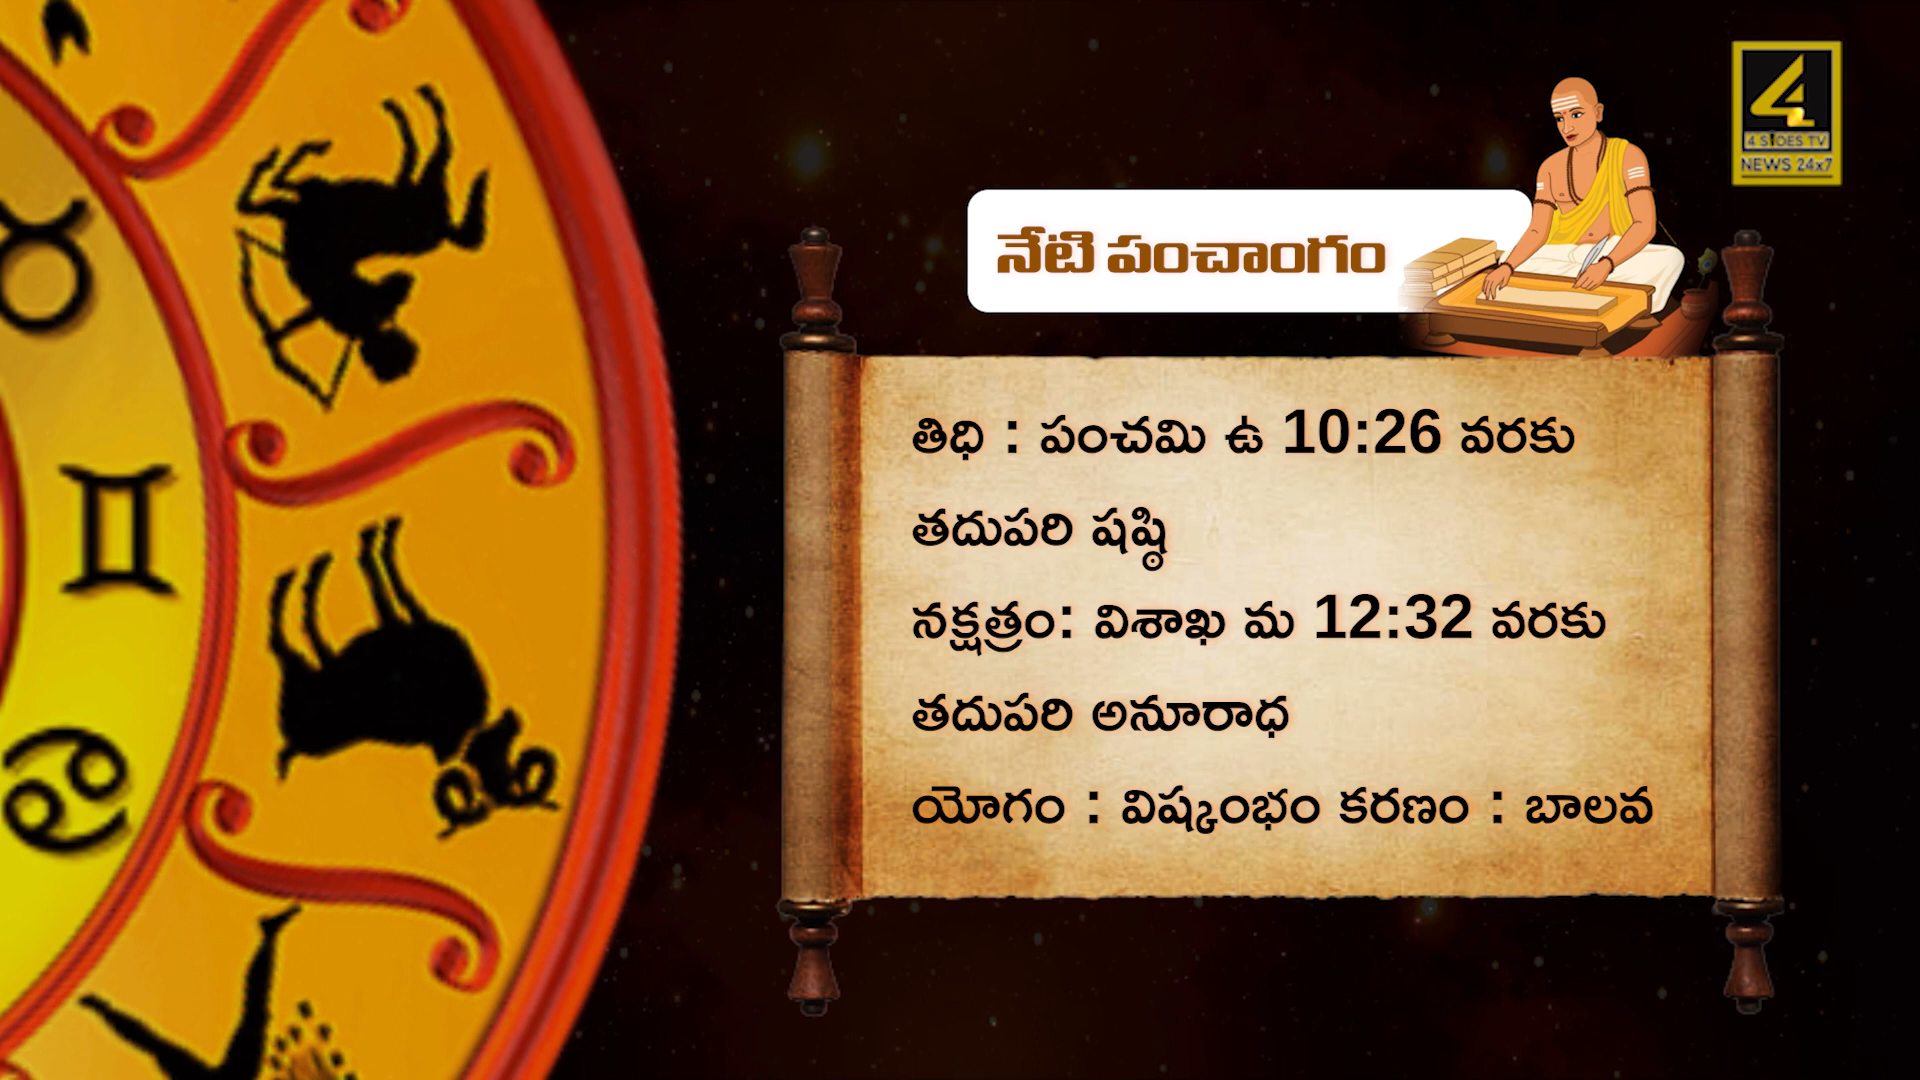 4 SIDES TV
NEWS 24x7
నేటి పంచాంగం
తిధి : పంచమి ఉ 10:26 వరకు
తదుపరి షష్ఠి
నక్షత్రం: విశాఖ మ 12:32 వరకు
తదుపరి అనూరాధ
యోగం : విష్కంభం కరణం : బాలవ